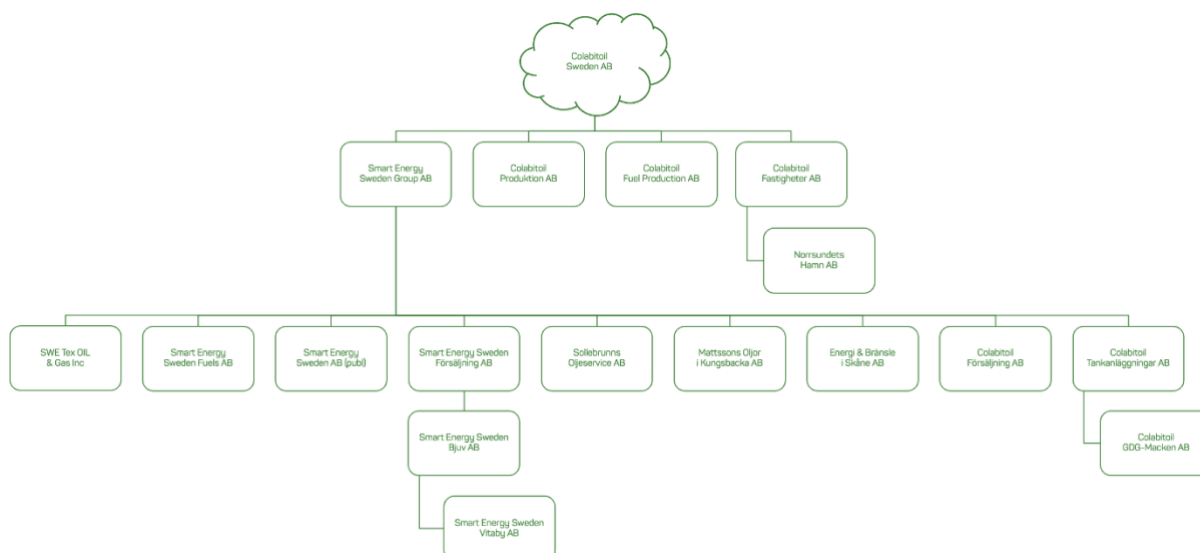 Colabitoil
Sweden AB
Smart Energy
Sweden Group AB
Colabitoil
Produktion AB
Colabitoil
Fuel Production AB
Colabitoil
Fastigheter AB
Norrsundets
Hamn AB
SWE Tex OIL
& Gas Inc
Smart Energy
Sweden Fuels AB
Smart Energy
Sweden AB (publ)
Smart Energy Sweden
Försäljning AB
Sollebrunns
Oljeservice AB
Mattssons Oljor
i Kungsbacka AB
Energi & Bränsle
i Skåne AB
Colabitoil
Försäljning AB
Colabitoil
Tankanläggningar AB
Smart Energy Sweden
Bjuv AB
Colabitoil
GDG-Macken AB
Smart Energy Sweden
Vitaby AB